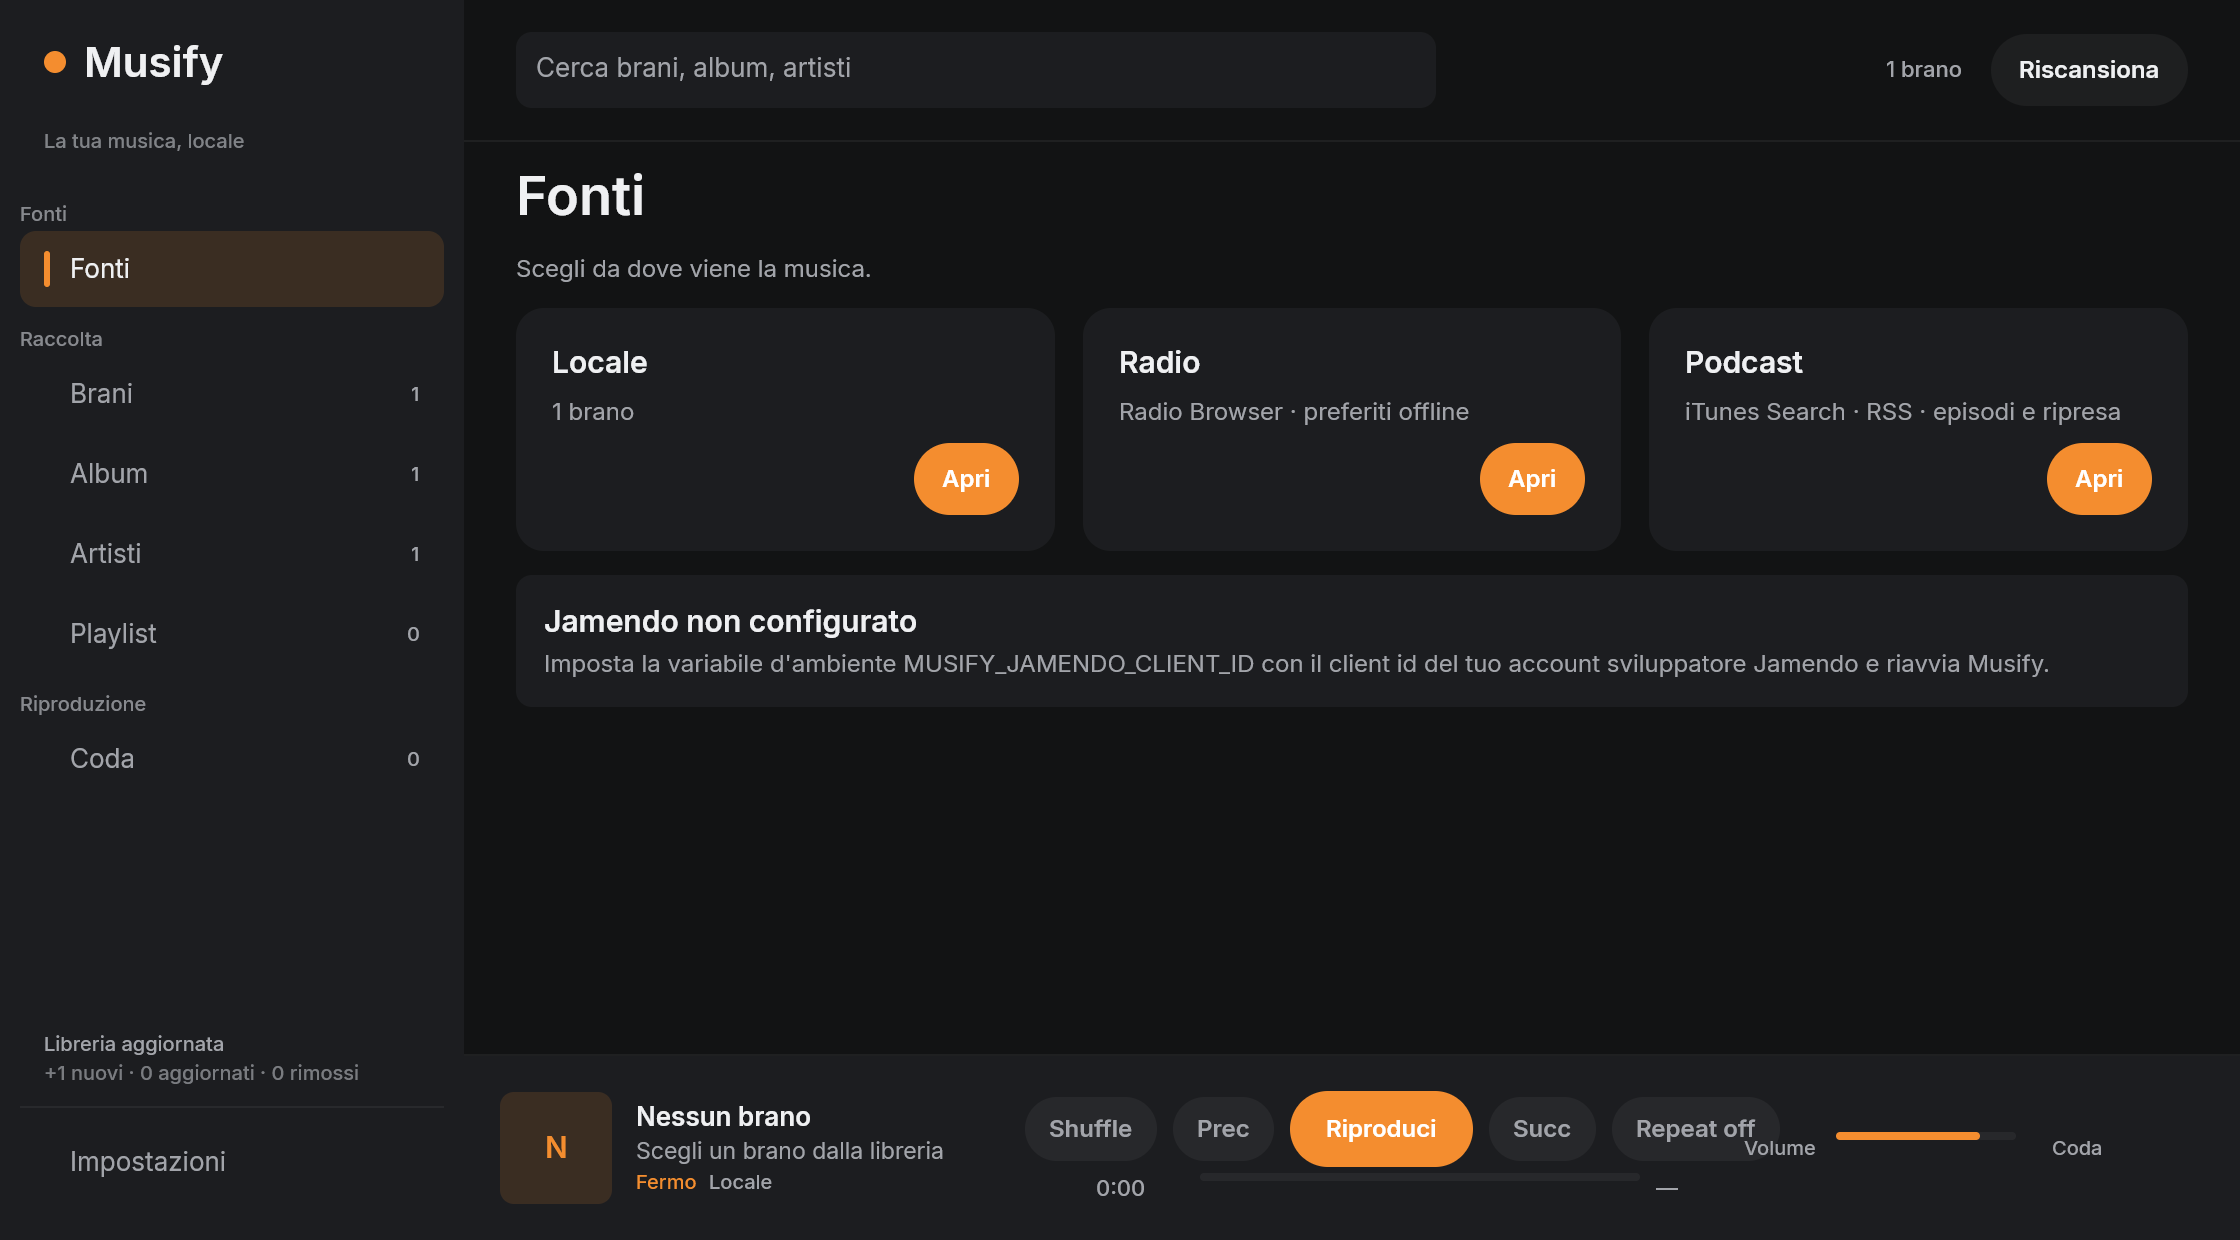 Musify
La tua musica, locale
Fonti
Fonti
Raccolta
Brani 1
Album 1
Artisti 1
Playlist 0
Riproduzione
Coda 0
Libreria aggiornata
+1 nuovi · 0 aggiornati · 0 rimossi
Impostazioni
Cerca brani, album, artisti
1 brano
Riscansiona
Fonti
Scegli da dove viene la musica.
Locale
1 brano
Apri
Radio
Radio Browser · preferiti offline
Apri
Podcast
iTunes Search · RSS · episodi e ripresa
Apri
Jamendo non configurato
Imposta la variabile d'ambiente MUSIFY_JAMENDO_CLIENT_ID con il client id del tuo account sviluppatore Jamendo e riavvia Musify.
N
Nessun brano
Scegli un brano dalla libreria
Fermo Locale
Shuffle Prec Riproduci Succ Repeat off
0:00 —
Volume
Coda